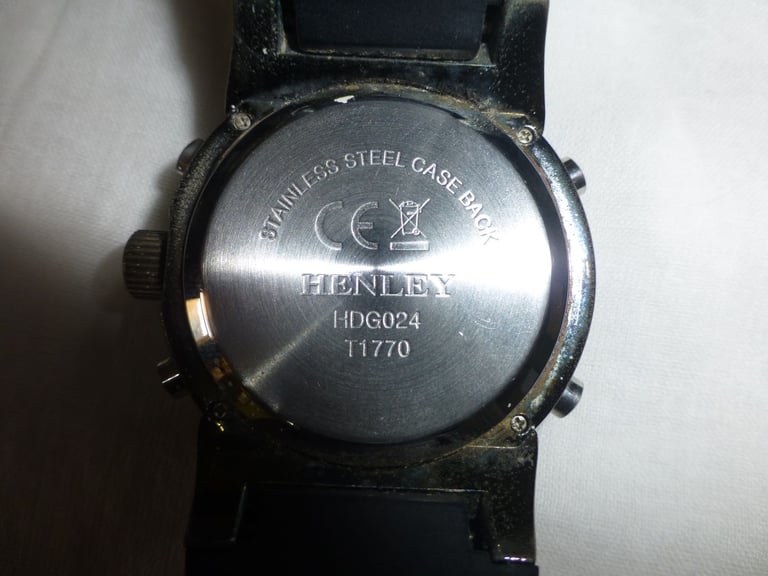 STAINLESS STEEL CASE BACK
CE
HENLEY
HDG024
T1770